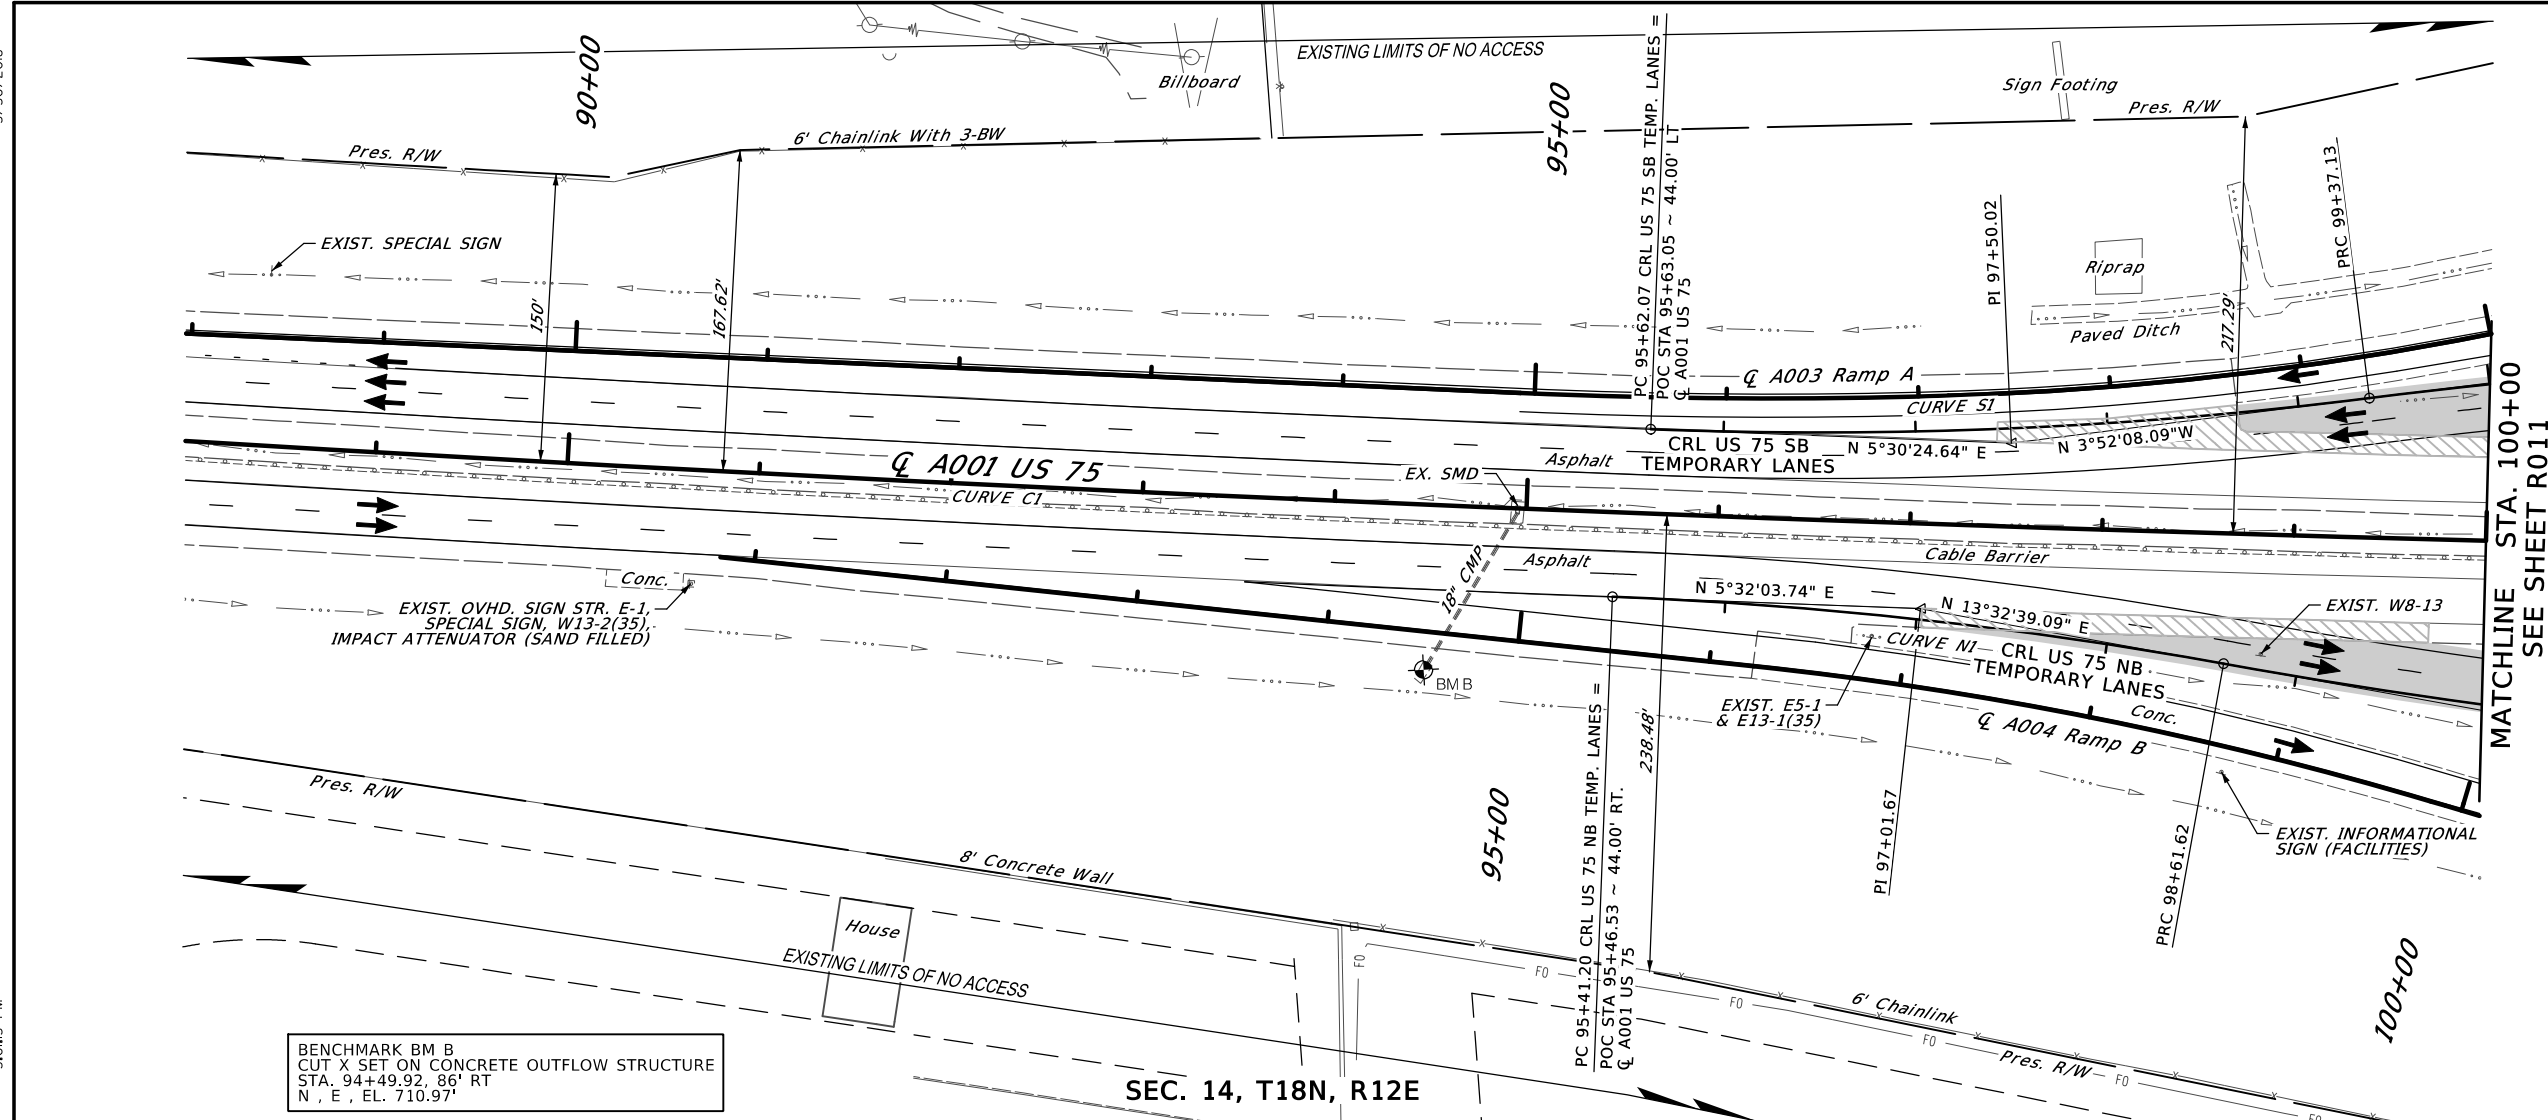 EXISTING LIMITS OF NO ACCESS
90+00
Billboard
95+00
Sign Footing
Pres. R/W
6' Chainlink With 3-BW
Pres. R/W
PC 95+62.07 CRL US 75 SB TEMP. LANES =
POC STA 95+63.05 ~ 44.00' LT
℄ A001 US 75
PRC 99+37.13
PI 97+50.02
EXIST. SPECIAL SIGN
150'
167.62'
Riprap
217.29'
Paved Ditch
℄ A003 Ramp A
CURVE S1
CRL US 75 SB
TEMPORARY LANES
N 5°30'24.64" E
N 3°52'08.09"W
℄ A001 US 75
CURVE C1
EX. SMD
Asphalt
MATCHLINE STA. 100+00
SEE SHEET R011
Cable Barrier
Asphalt
18" CMP
Conc.
N 5°32'03.74" E
N 13°32'39.09" E
EXIST. W8-13
EXIST. OVHD. SIGN STR. E-1,
SPECIAL SIGN, W13-2(35),
IMPACT ATTENUATOR (SAND FILLED)
CURVE N1
CRL US 75 NB
TEMPORARY LANES
BM B
EXIST. E5-1
& E13-1(35)
Conc.
℄ A004 Ramp B
238.48'
PC 95+41.20 CRL US 75 NB TEMP. LANES =
POC STA 95+46.53 ~ 44.00' RT.
℄ A001 US 75
PI 97+01.67
PRC 98+61.62
EXIST. INFORMATIONAL
SIGN (FACILITIES)
Pres. R/W
8' Concrete Wall
95+00
House
EXISTING LIMITS OF NO ACCESS
FO
FO
FO
FO
FO
FO
6' Chainlink
Pres. R/W
100+00
BENCHMARK BM B
CUT X SET ON CONCRETE OUTFLOW STRUCTURE
STA. 94+49.92, 86' RT
N , E , EL. 710.97'
SEC. 14, T18N, R12E